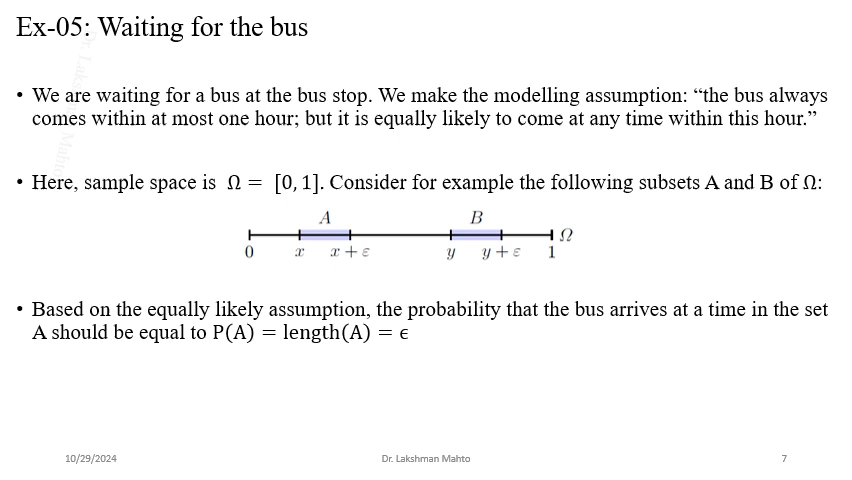 Ex-05: Waiting for the bus
• We are waiting for a bus at the bus stop. We make the modelling assumption: “the bus always
comes within at most one hour; but it is equally likely to come at any time within this hour.”
• Here, sample space is Ω = [0, 1]. Consider for example the following subsets A and B of Ω:
A B
Ω
0 x x + ε y y + ε 1
• Based on the equally likely assumption, the probability that the bus arrives at a time in the set
A should be equal to P(A) = length(A) = ϵ
10/29/2024 Dr. Lakshman Mahto 7